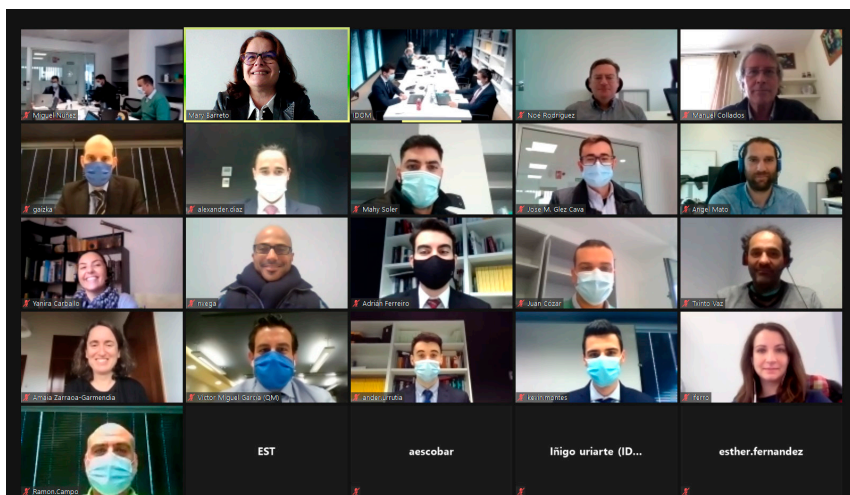 Miguel Nuñez
Mary Barreto
IDOM
Noé Rodriguez
Manuel Collados
gaizka
alexander.diaz
Mahy Soler
Jose M. Glez Cava
Angel Mato
Yanira Carballo
nvega
Adrián Ferreiro
Juan Cózar
Txinto Vaz
Amaia Zarraoa-Garmendia
Victor Miguel Garcia (QM)
ander.urrutia
kevin.montes
ferro
Ramon.Campo
EST
aescobar
Iñigo uriarte (ID...
esther.fernandez